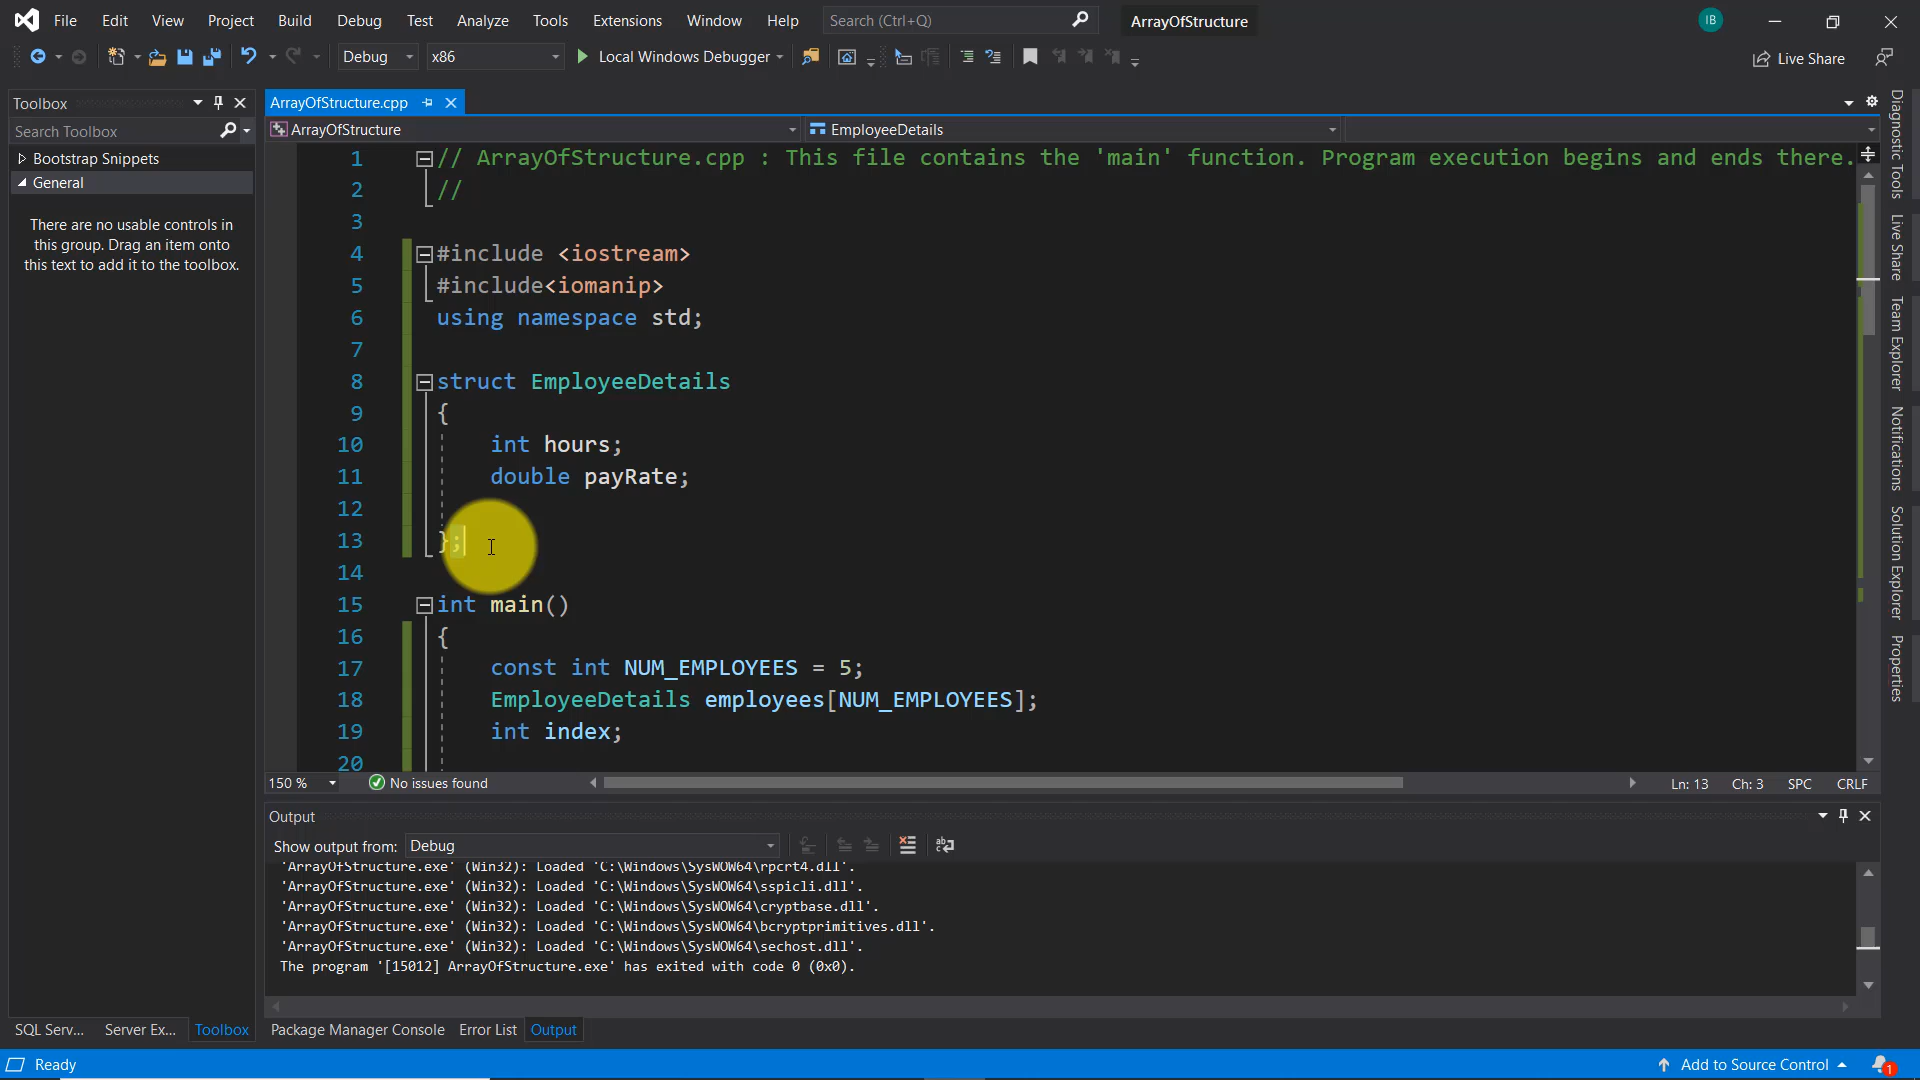 File Edit View Project Build Debug Test Analyze Tools Extensions Window Help Search (Ctrl+Q) ArrayOfStructure IB
Debug x86 Local Windows Debugger Live Share
Toolbox
Search Toolbox
Bootstrap Snippets
General
There are no usable controls in
this group. Drag an item onto
this text to add it to the toolbox.
ArrayOfStructure.cpp
ArrayOfStructure EmployeeDetails
1 // ArrayOfStructure.cpp : This file contains the 'main' function. Program execution begins and ends there.
2 //
3
4 #include <iostream>
5 #include<iomanip>
6 using namespace std;
7
8 struct EmployeeDetails
9 {
10 int hours;
11 double payRate;
12
13 };
14
15 int main()
16 {
17 const int NUM_EMPLOYEES = 5;
18 EmployeeDetails employees[NUM_EMPLOYEES];
19 int index;
20
150 % No issues found Ln: 13 Ch: 3 SPC CRLF
Output
Show output from: Debug
'ArrayOfStructure.exe' (Win32): Loaded 'C:\Windows\SysWOW64\rpcrt4.dll'.
'ArrayOfStructure.exe' (Win32): Loaded 'C:\Windows\SysWOW64\sspicli.dll'.
'ArrayOfStructure.exe' (Win32): Loaded 'C:\Windows\SysWOW64\cryptbase.dll'.
'ArrayOfStructure.exe' (Win32): Loaded 'C:\Windows\SysWOW64\bcryptprimitives.dll'.
'ArrayOfStructure.exe' (Win32): Loaded 'C:\Windows\SysWOW64\sechost.dll'.
The program '[15012] ArrayOfStructure.exe' has exited with code 0 (0x0).
SQL Serv... Server Ex... Toolbox Package Manager Console Error List Output
Ready Add to Source Control 1
Diagnostic Tools
Live Share
Team Explorer
Notifications
Solution Explorer
Properties